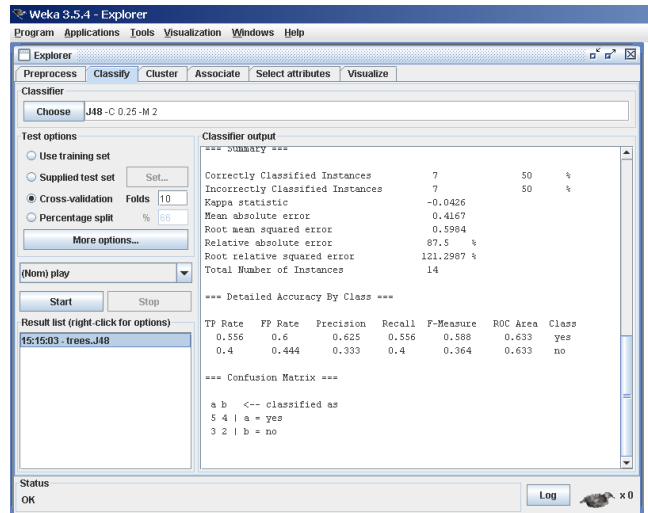 Weka 3.5.4 - Explorer
Program Applications Tools Visualization Windows Help
Explorer
Preprocess Classify Cluster Associate Select attributes Visualize
Classifier
Choose J48 -C 0.25 -M 2
Test options
Use training set
Supplied test set Set...
Cross-validation Folds 10
Percentage split % 66
More options...
(Nom) play
Start Stop
Result list (right-click for options)
15:15:03 - trees.J48
Classifier output
=== Summary ===
Correctly Classified Instances 7 50 %
Incorrectly Classified Instances 7 50 %
Kappa statistic -0.0426
Mean absolute error 0.4167
Root mean squared error 0.5984
Relative absolute error 87.5 %
Root relative squared error 121.2987 %
Total Number of Instances 14
=== Detailed Accuracy By Class ===
TP Rate FP Rate Precision Recall F-Measure ROC Area Class
0.556 0.6 0.625 0.556 0.588 0.633 yes
0.4 0.444 0.333 0.4 0.364 0.633 no
=== Confusion Matrix ===
a b <-- classified as
5 4 | a = yes
3 2 | b = no
Status
OK
Log
x 0